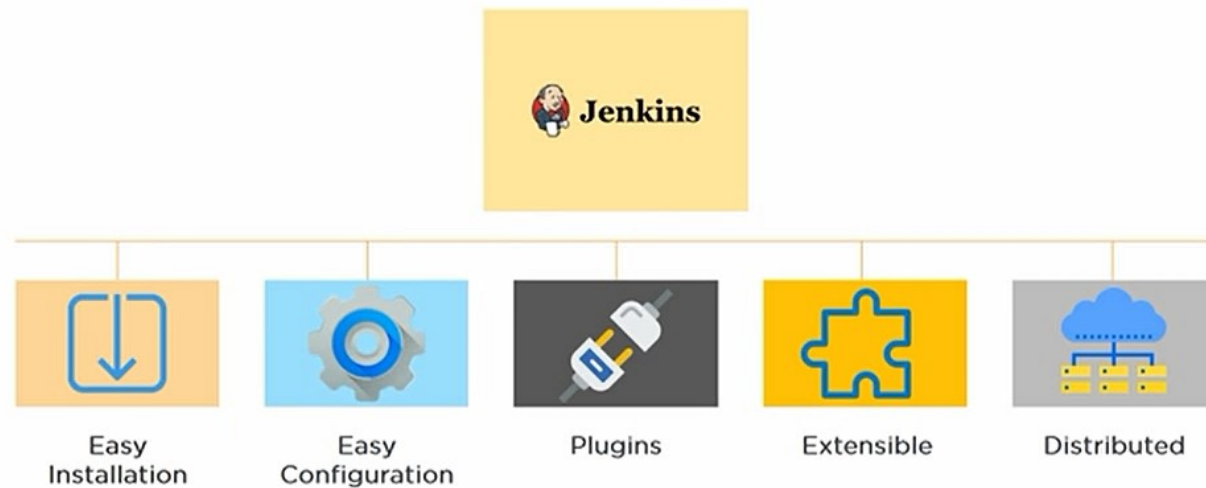 Jenkins
Easy
Installation
Easy
Configuration
Plugins
Extensible
Distributed